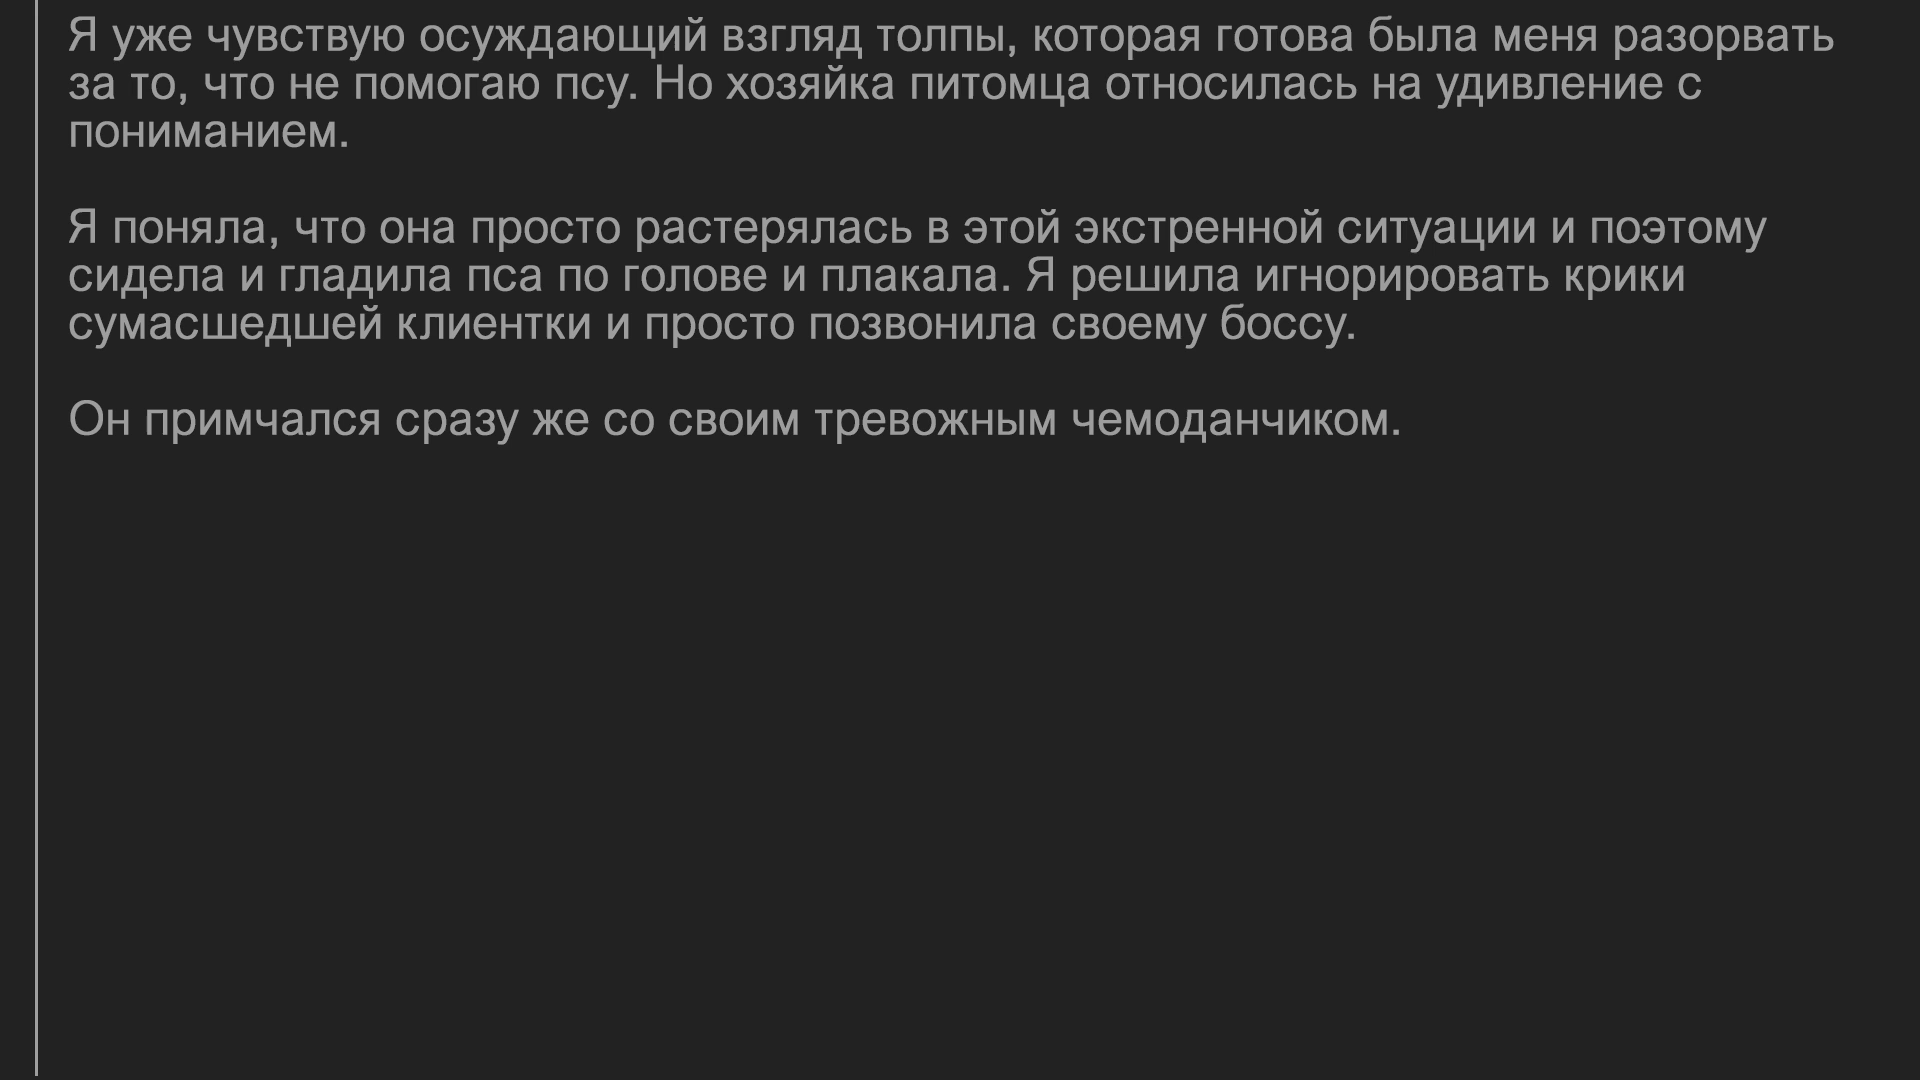 Я уже чувствую осуждающий взгляд толпы, которая готова была меня разорвать
за то, что не помогаю псу. Но хозяйка питомца относилась на удивление с
пониманием.
Я поняла, что она просто растерялась в этой экстренной ситуации и поэтому
сидела и гладила пса по голове и плакала. Я решила игнорировать крики
сумасшедшей клиентки и просто позвонила своему боссу.
Он примчался сразу же со своим тревожным чемоданчиком.